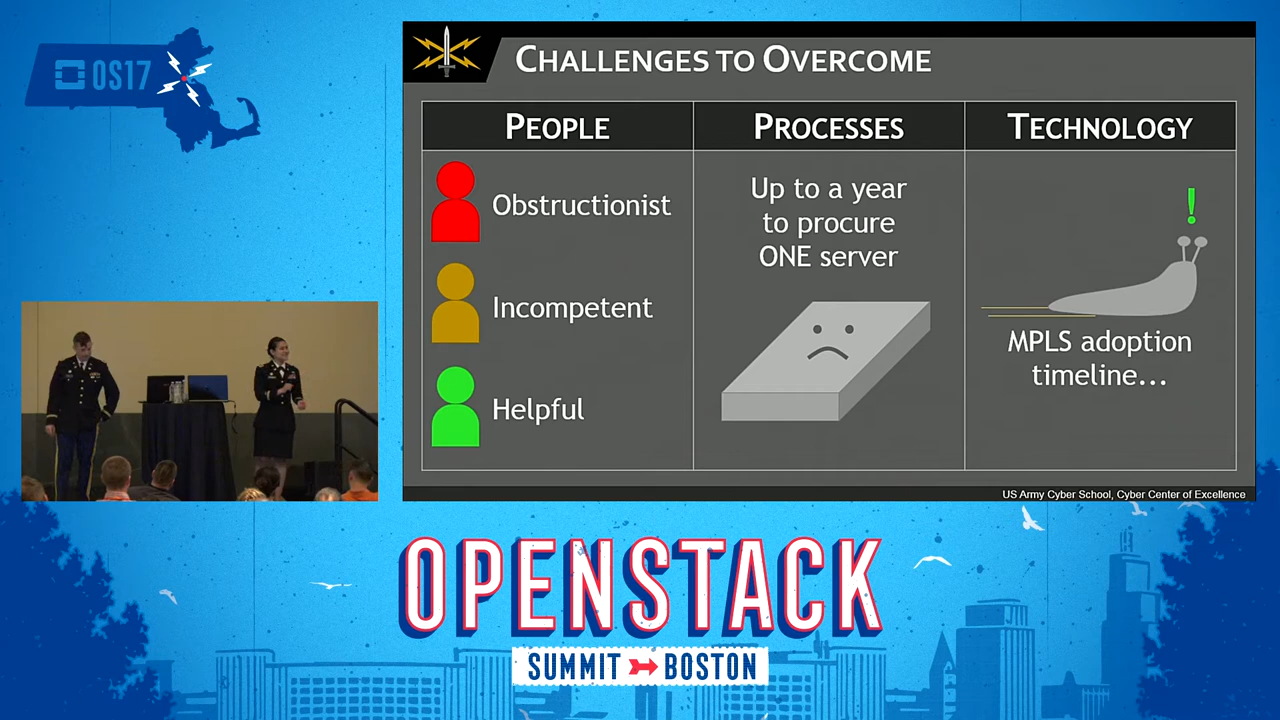 OS17
CHALLENGES TO OVERCOME
PEOPLE
PROCESSES
TECHNOLOGY
Obstructionist
Incompetent
Helpful
Up to a year
to procure
ONE server
!
MPLS adoption
timeline...
US Army Cyber School, Cyber Center of Excellence
OPENSTACK
SUMMIT BOSTON